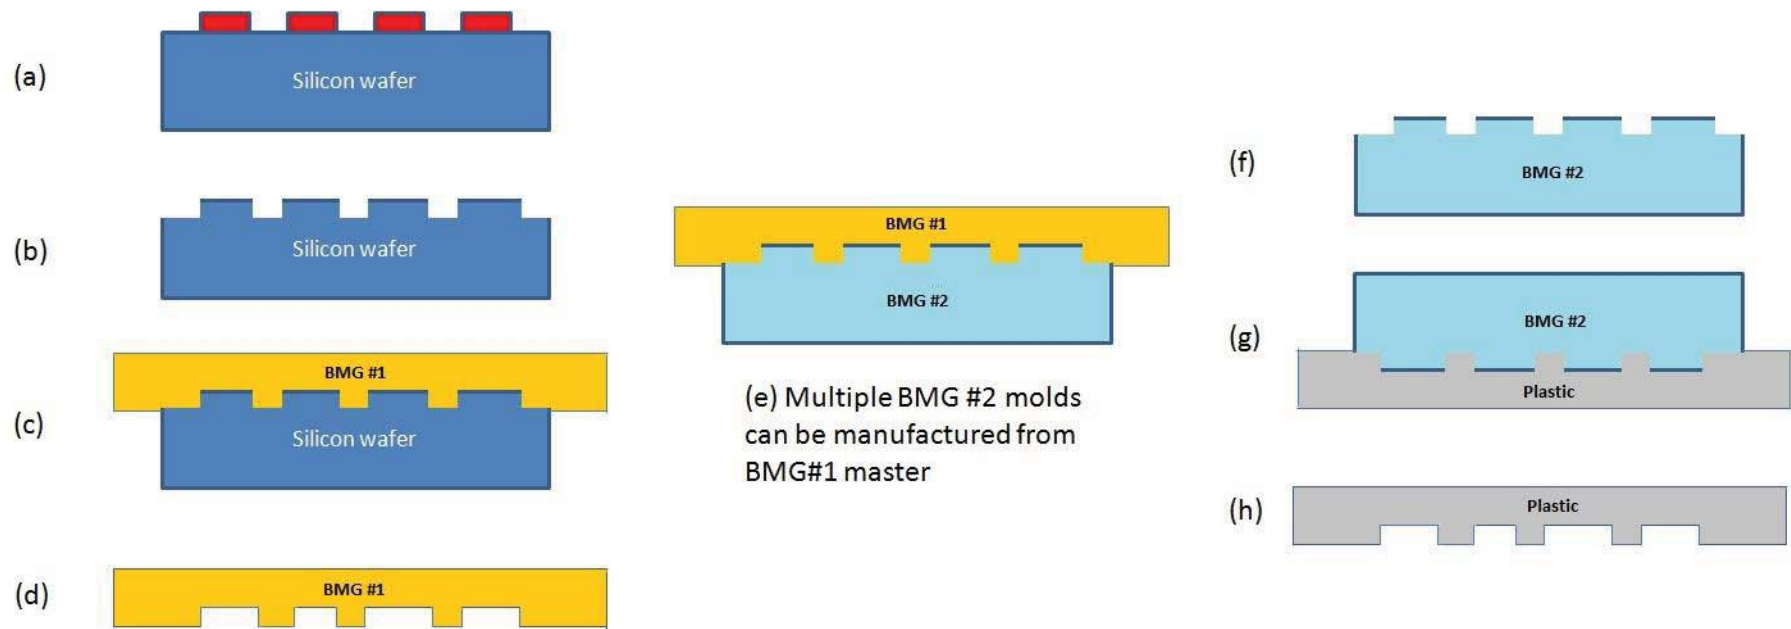 (a)
Silicon wafer
(b)
Silicon wafer
(c)
BMG #1
Silicon wafer
(d)
BMG #1
BMG #1
BMG #2
(e) Multiple BMG #2 molds
can be manufactured from
BMG#1 master
(f)
BMG #2
(g)
BMG #2
Plastic
(h)
Plastic